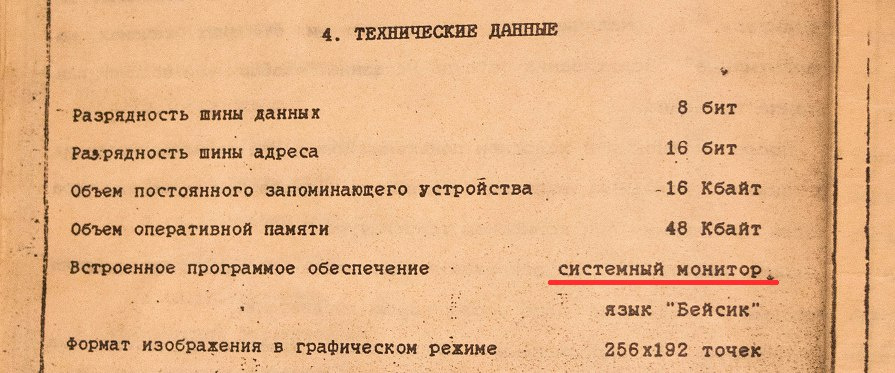 4. ТЕХНИЧЕСКИЕ ДАННЫЕ
Разрядность шины данных 8 бит
Разрядность шины адреса 16 бит
Объем постоянного запоминающего устройства 16 Кбайт
Объем оперативной памяти 48 Кбайт
Встроенное программое обеспечение системный монитор,
язык "Бейсик"
Формат изображения в графическом режиме 256х192 точек